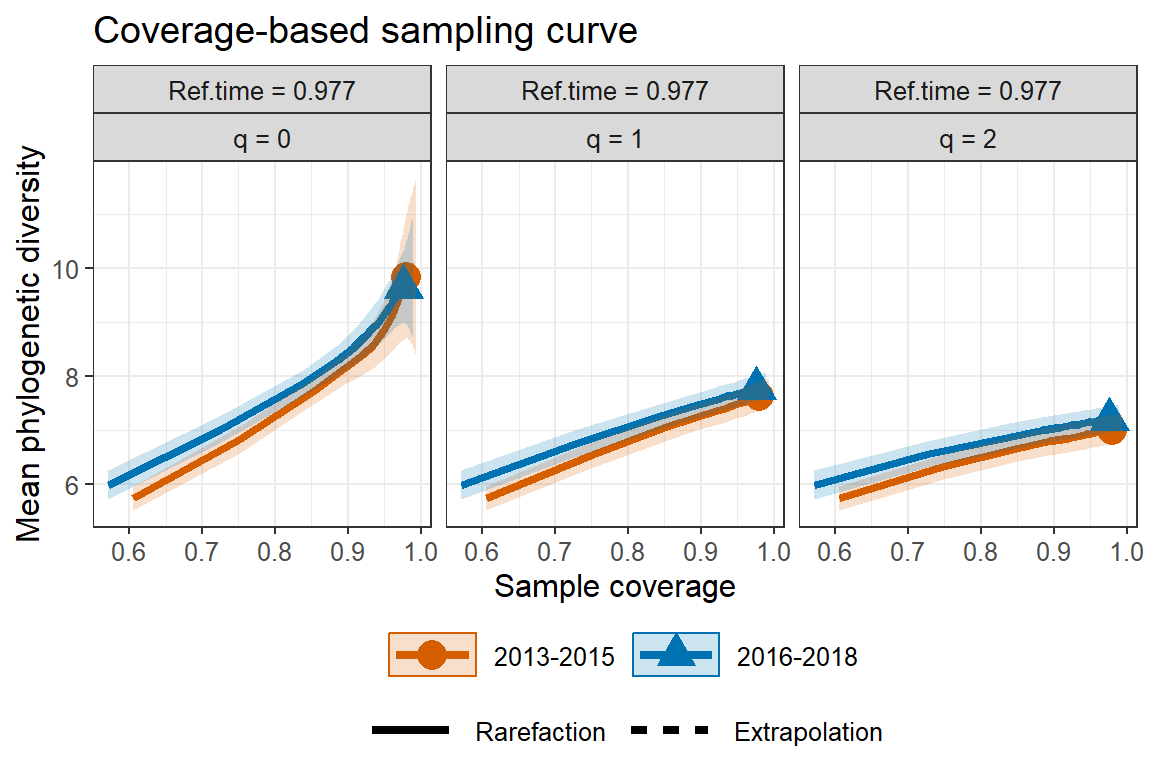 Coverage-based sampling curve
Ref.time = 0.977 Ref.time = 0.977 Ref.time = 0.977
q = 0 q = 1 q = 2
Mean phylogenetic diversity
10
8
6
0.6 0.7 0.8 0.9 1.0 0.6 0.7 0.8 0.9 1.0 0.6 0.7 0.8 0.9 1.0
Sample coverage
2013-2015 2016-2018
Rarefaction Extrapolation